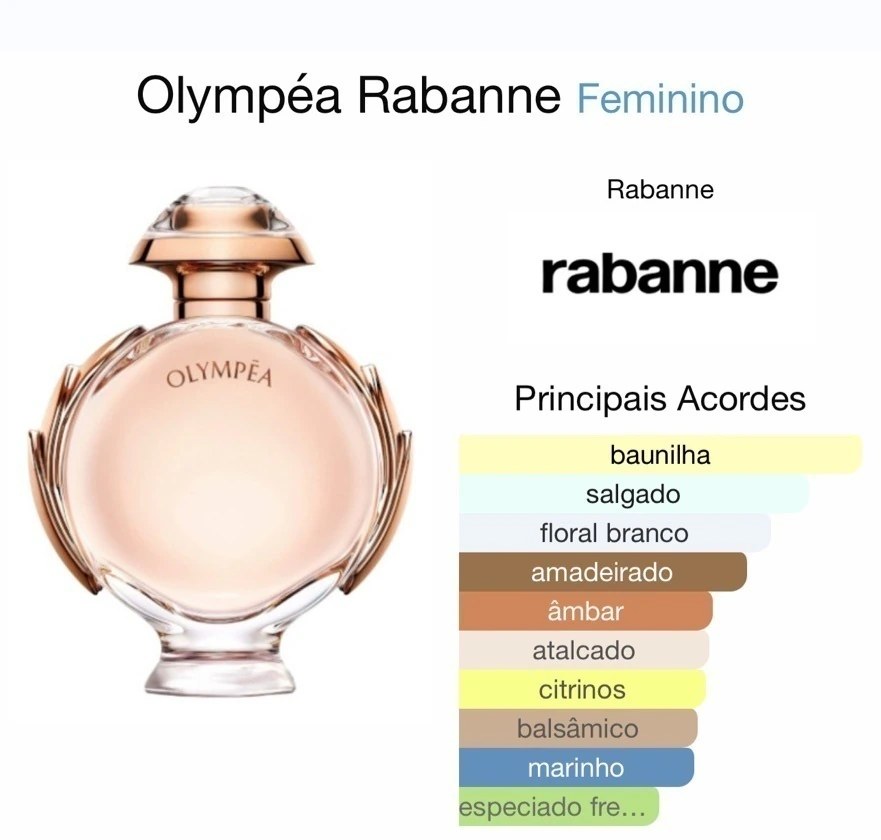 Olympéa Rabanne Feminino
Rabanne
rabanne
OLYMPĒA
Principais Acordes
baunilha
salgado
floral branco
amadeirado
âmbar
atalcado
citrinos
balsâmico
marinho
especiado fre...